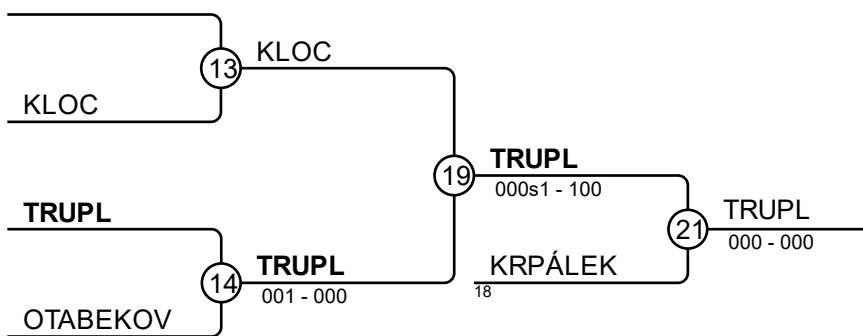 13
KLOC
KLOC
19
TRUPL
000s1 - 100
TRUPL
21
TRUPL
000 - 000
14
TRUPL
001 - 000
KRPÁLEK
18
OTABEKOV